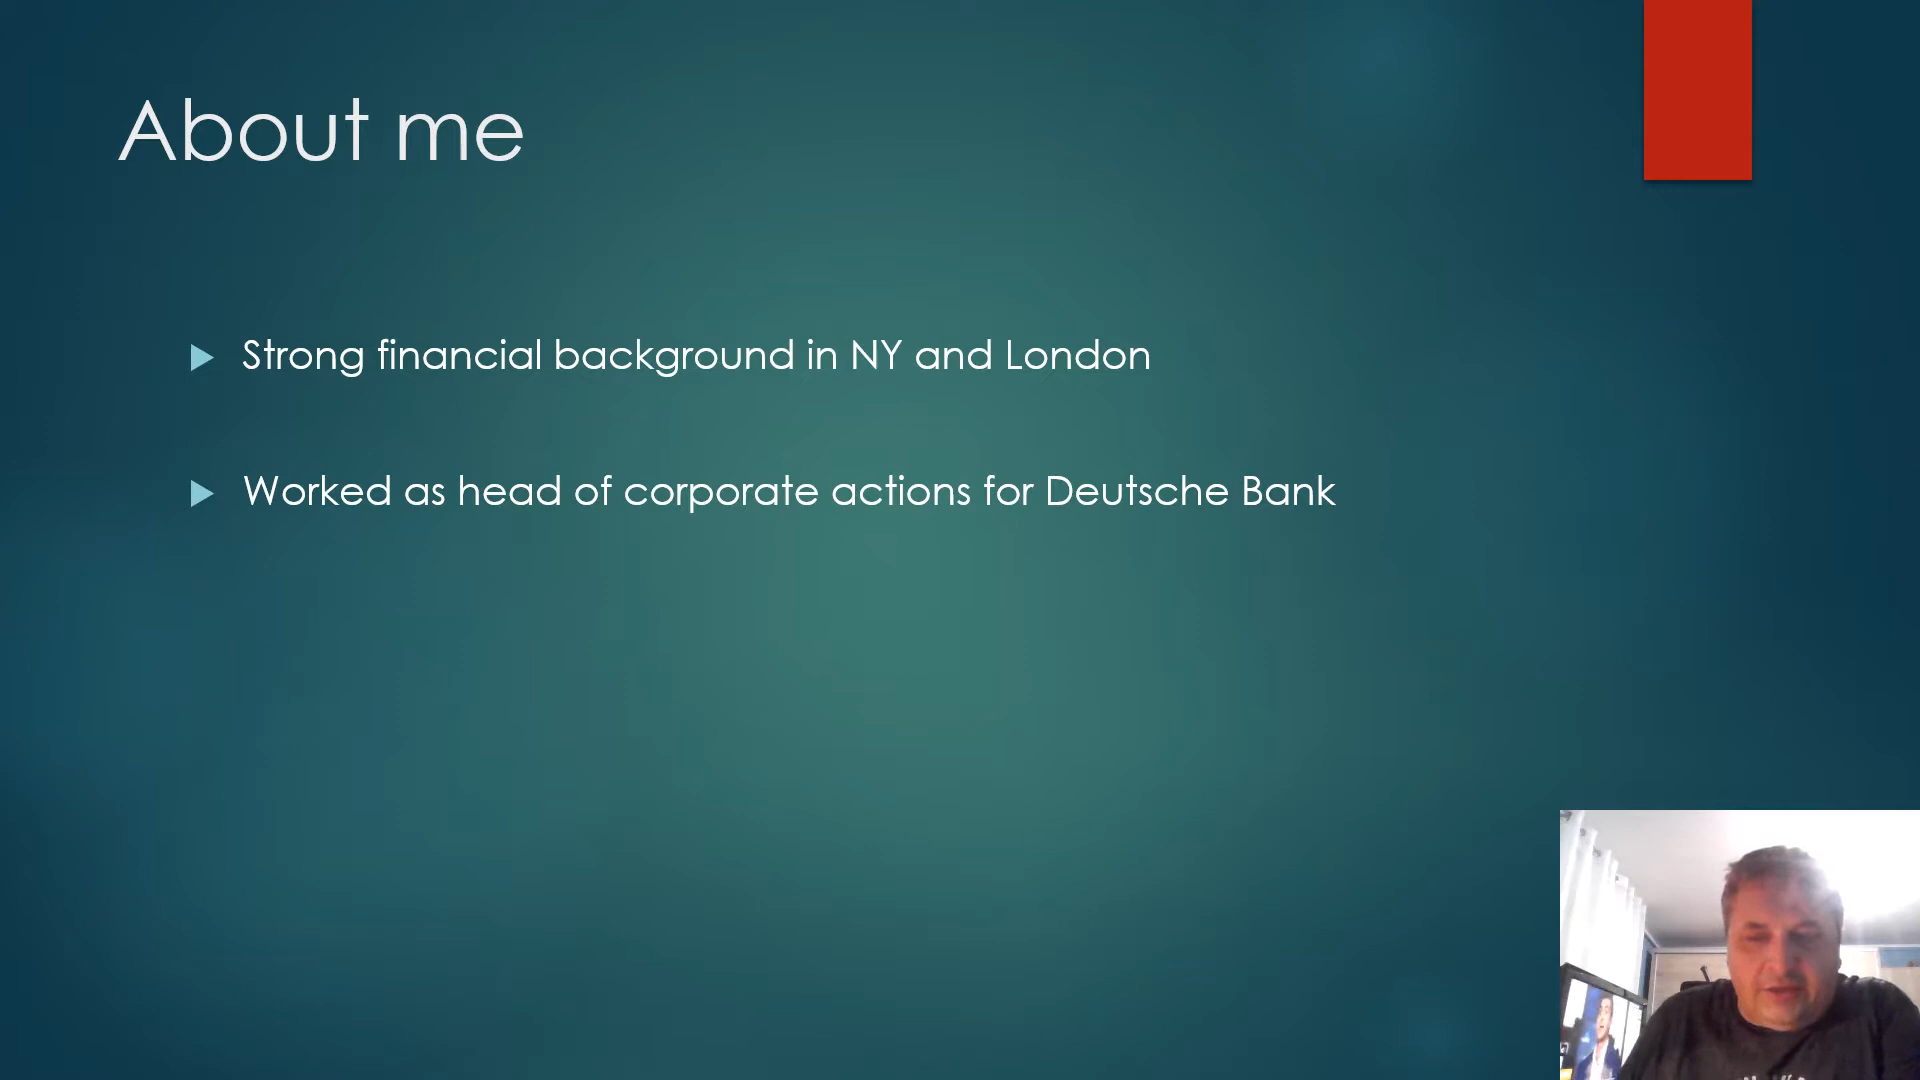 About me
Strong financial background in NY and London
Worked as head of corporate actions for Deutsche Bank